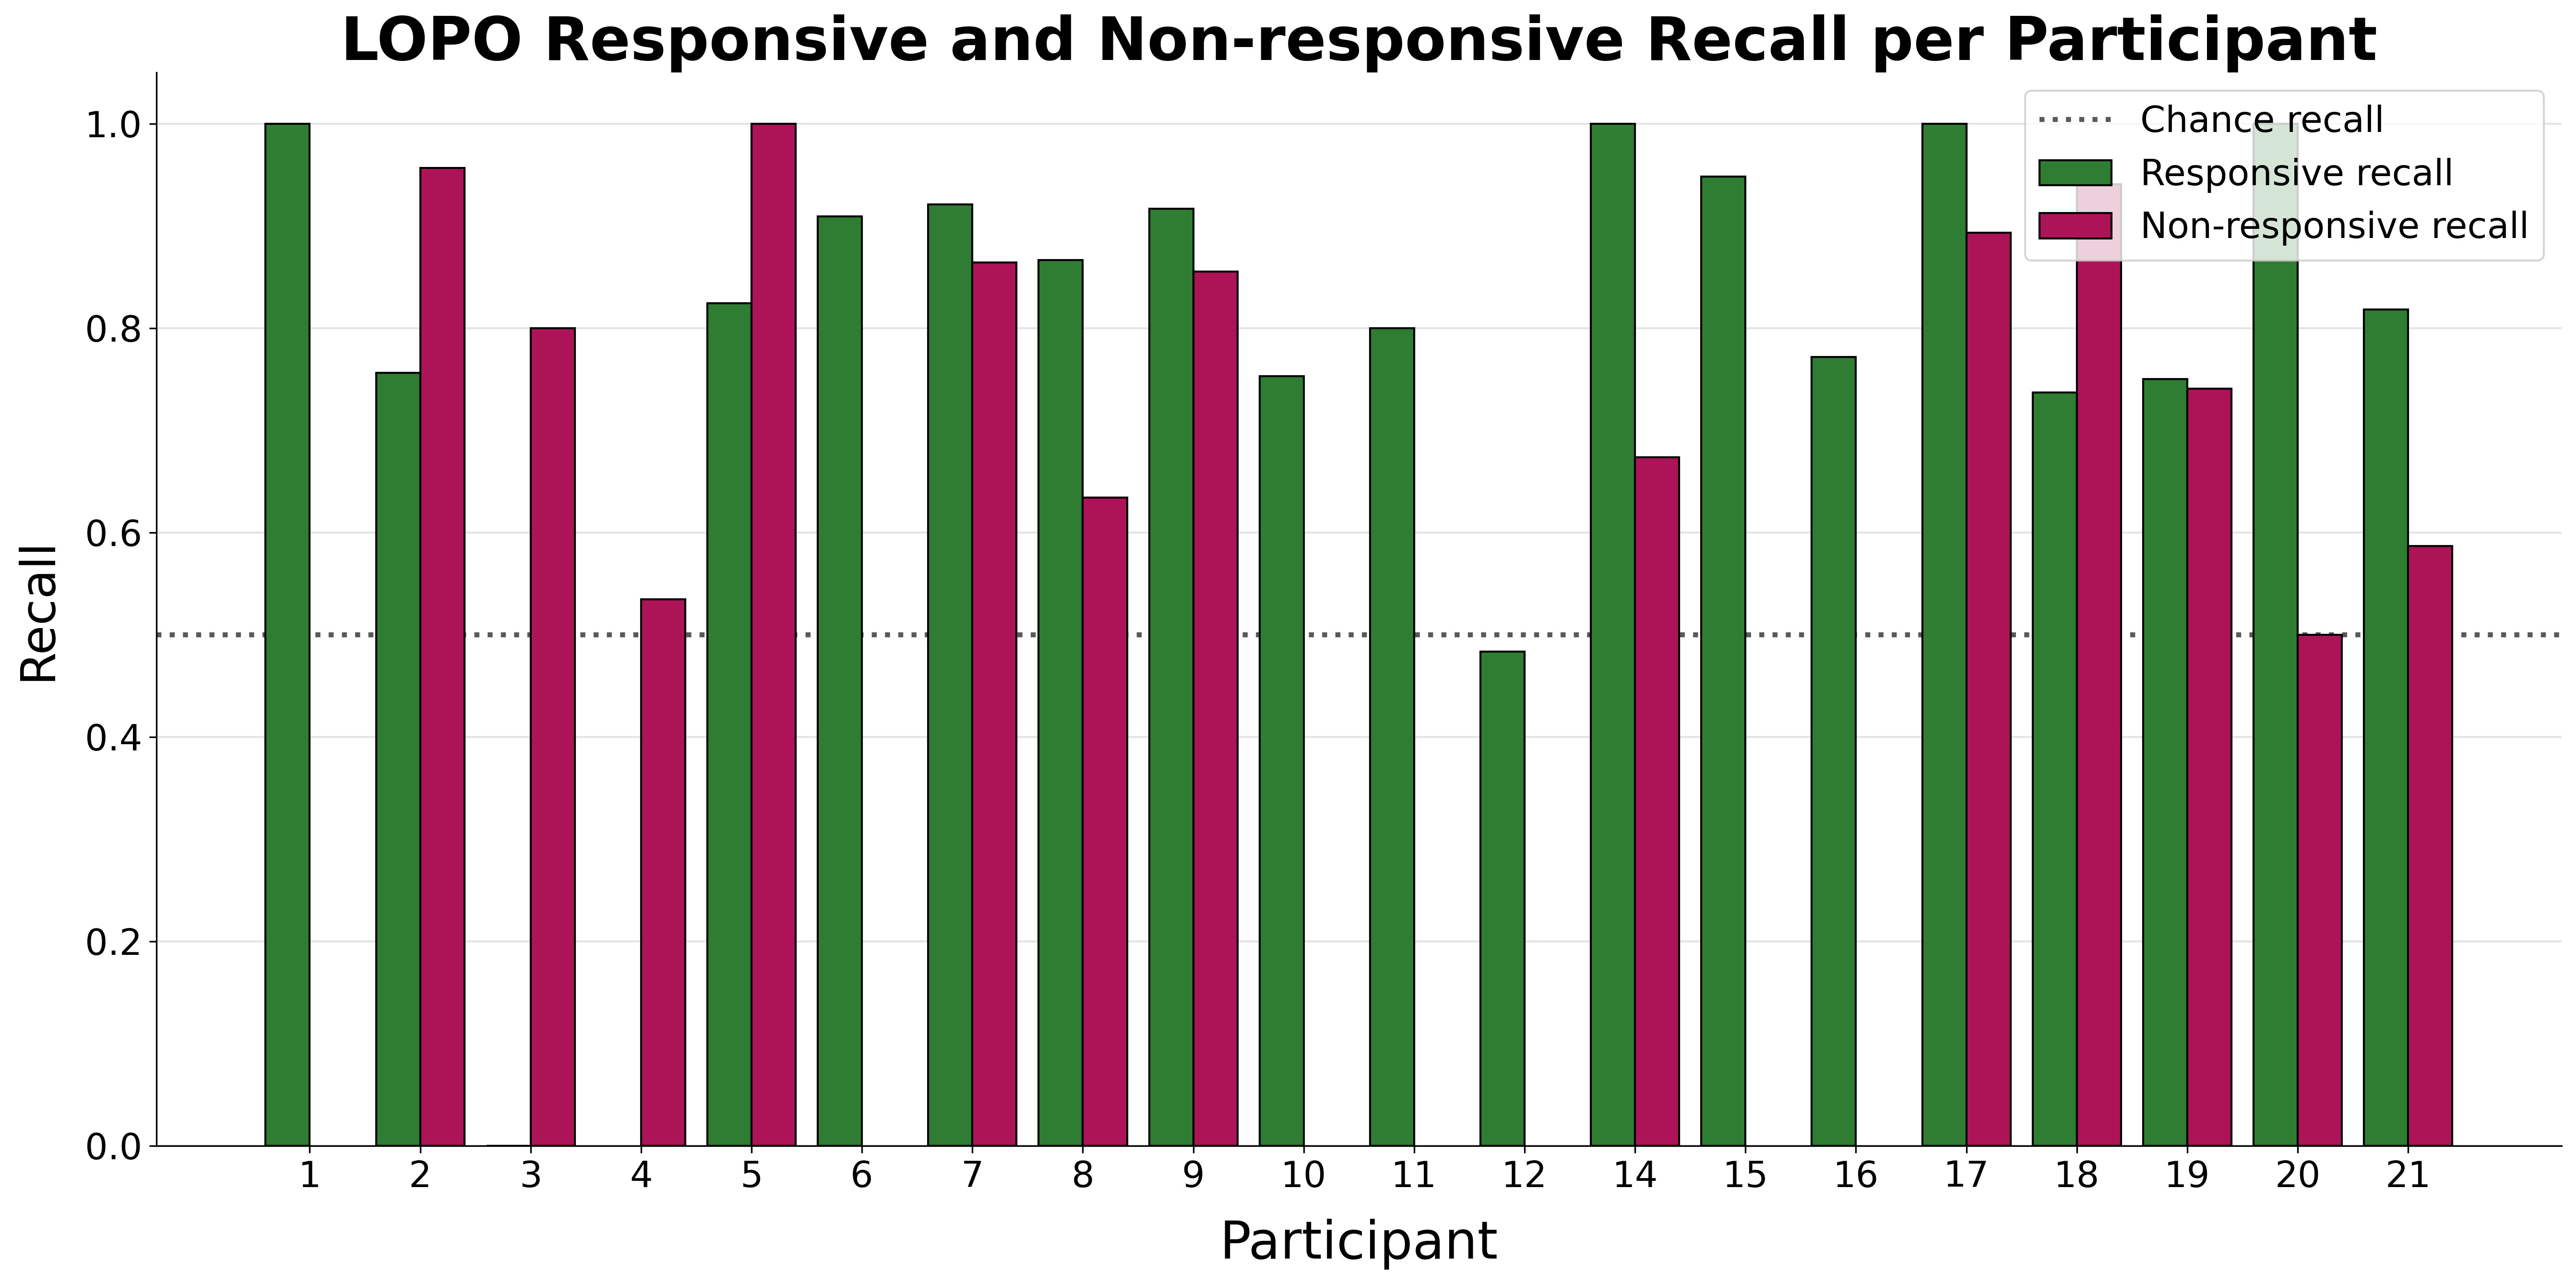 LOPO Responsive and Non-responsive Recall per Participant
Chance recall
Responsive recall
Non-responsive recall
1.0
0.8
0.6
0.4
0.2
0.0
Recall
1 2 3 4 5 6 7 8 9 10 11 12 14 15 16 17 18 19 20 21
Participant